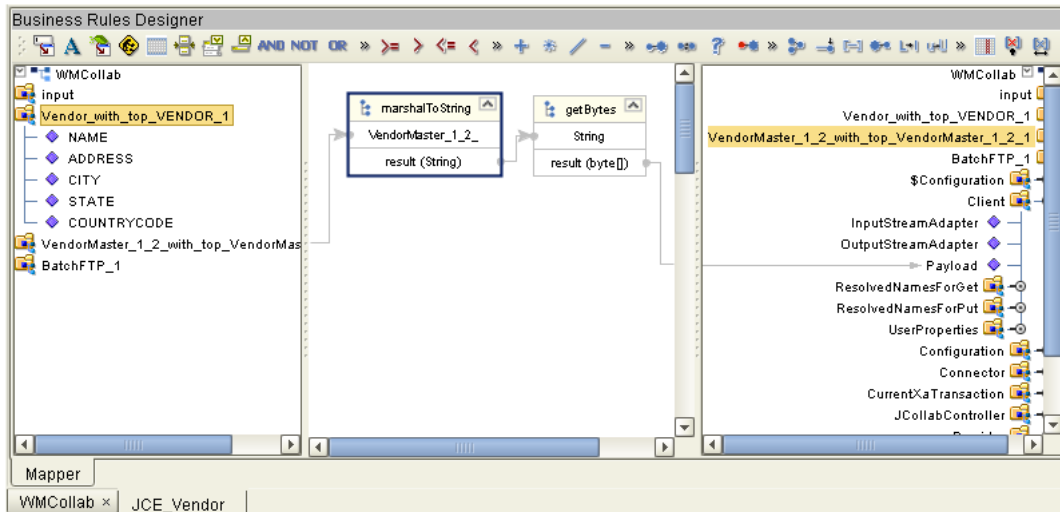 Business Rules Designer
A AND NOT OR » >= > <= < » + * / - » ? » »
WMCollab
input
Vendor_with_top_VENDOR_1
NAME
ADDRESS
CITY
STATE
COUNTRYCODE
VendorMaster_1_2_with_top_VendorMas
BatchFTP_1
marshalToString
VendorMaster_1_2_
result (String)
getBytes
String
result (byte[])
WMCollab
input
Vendor_with_top_VENDOR_1
VendorMaster_1_2_with_top_VendorMaster_1_2_1
BatchFTP_1
$Configuration
Client
InputStreamAdapter
OutputStreamAdapter
Payload
ResolvedNamesForGet
ResolvedNamesForPut
UserProperties
Configuration
Connector
CurrentXaTransaction
JCollabController
Mapper
WMCollab ×
JCE_Vendor